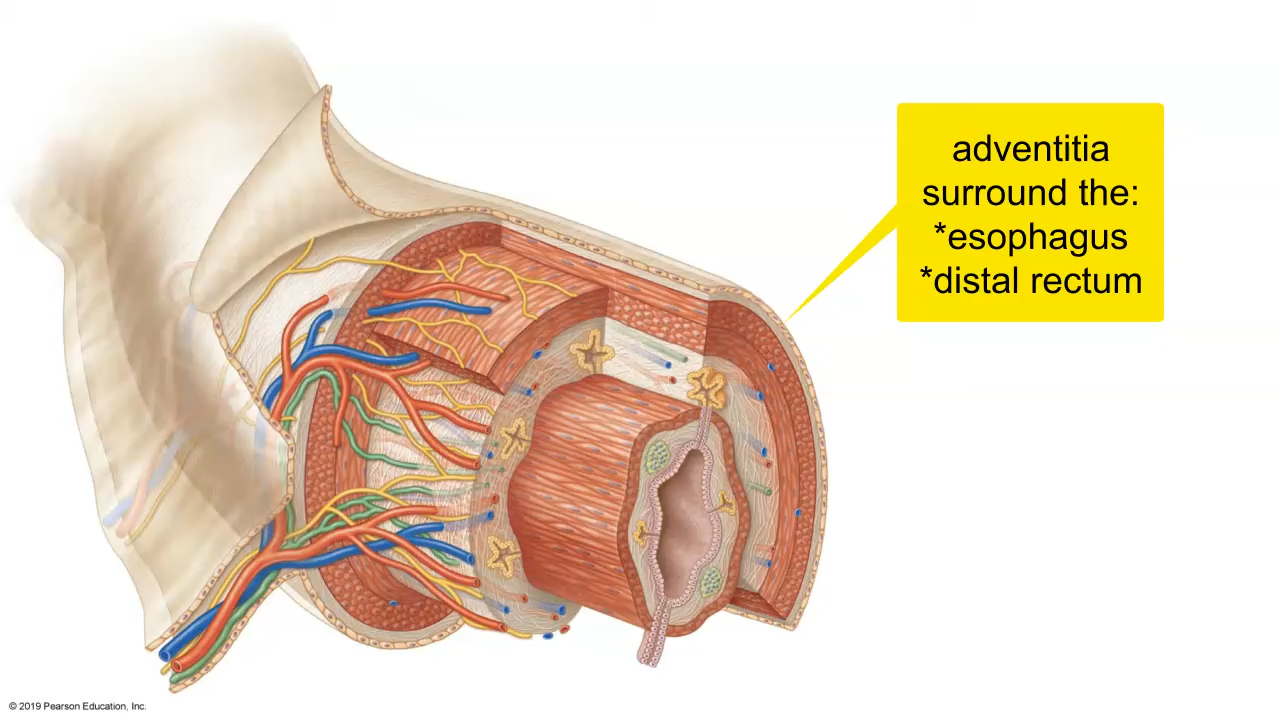 adventitia
surround the:
*esophagus
*distal rectum
© 2019 Pearson Education, Inc.